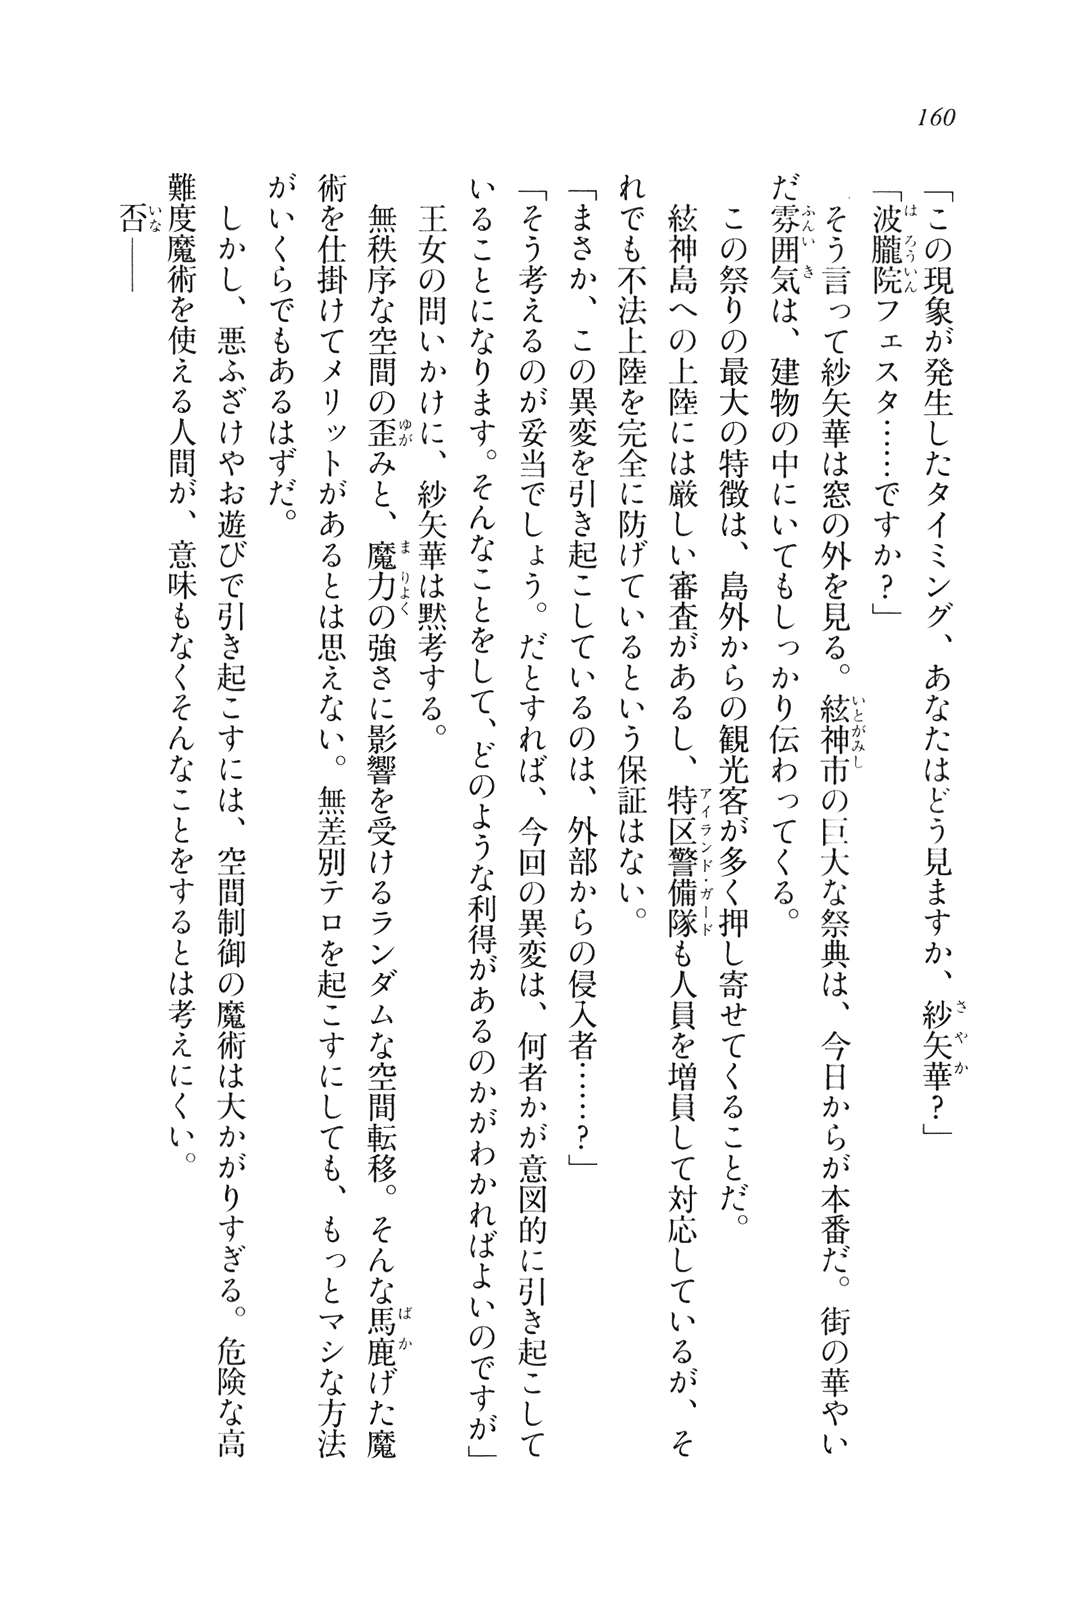 160
「この現象が発生したタイミング、あなたはどう見ますか、紗矢華？」
「波朧院フェスタ……ですか？」
　そう言って紗矢華は窓の外を見る。絃神市の巨大な祭典は、今日からが本番だ。街の華やい
だ雰囲気は、建物の中にいてもしっかり伝わってくる。
　この祭りの最大の特徴は、島外からの観光客が多く押し寄せてくることだ。
　絃神島への上陸には厳しい審査があるし、特区警備隊も人員を増員して対応しているが、そ
れでも不法上陸を完全に防げているという保証はない。
「まさか、この異変を引き起こしているのは、外部からの侵入者……？」
「そう考えるのが妥当でしょう。だとすれば、今回の異変は、何者かが意図的に引き起こして
いることになります。そんなことをして、どのような利得があるのかがわかればよいのですが」
　王女の問いかけに、紗矢華は黙考する。
　無秩序な空間の歪みと、魔力の強さに影響を受けるランダムな空間転移。そんな馬鹿げた魔
術を仕掛けてメリットがあるとは思えない。無差別テロを起こすにしても、もっとマシな方法
がいくらでもあるはずだ。
　しかし、悪ふざけやお遊びで引き起こすには、空間制御の魔術は大かがりすぎる。危険な高
難度魔術を使える人間が、意味もなくそんなことをするとは考えにくい。
　否――